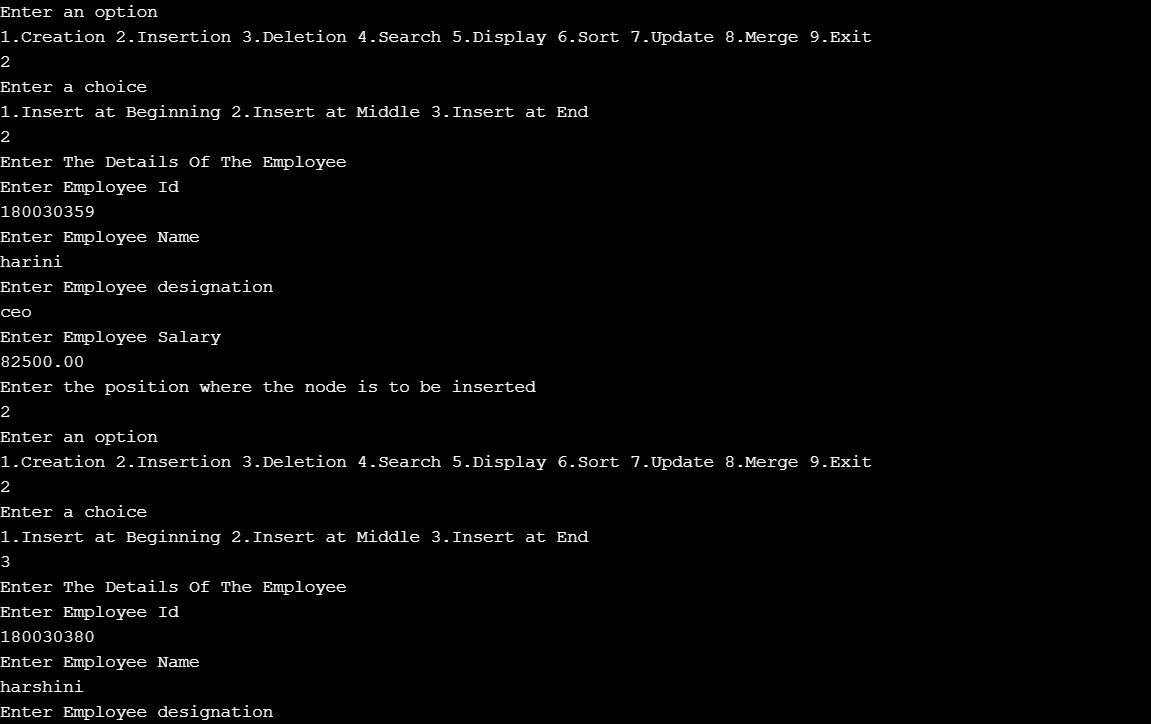 Enter an option
1.Creation 2.Insertion 3.Deletion 4.Search 5.Display 6.Sort 7.Update 8.Merge 9.Exit
2
Enter a choice
1.Insert at Beginning 2.Insert at Middle 3.Insert at End
2
Enter The Details Of The Employee
Enter Employee Id
180030359
Enter Employee Name
harini
Enter Employee designation
ceo
Enter Employee Salary
82500.00
Enter the position where the node is to be inserted
2
Enter an option
1.Creation 2.Insertion 3.Deletion 4.Search 5.Display 6.Sort 7.Update 8.Merge 9.Exit
2
Enter a choice
1.Insert at Beginning 2.Insert at Middle 3.Insert at End
3
Enter The Details Of The Employee
Enter Employee Id
180030380
Enter Employee Name
harshini
Enter Employee designation